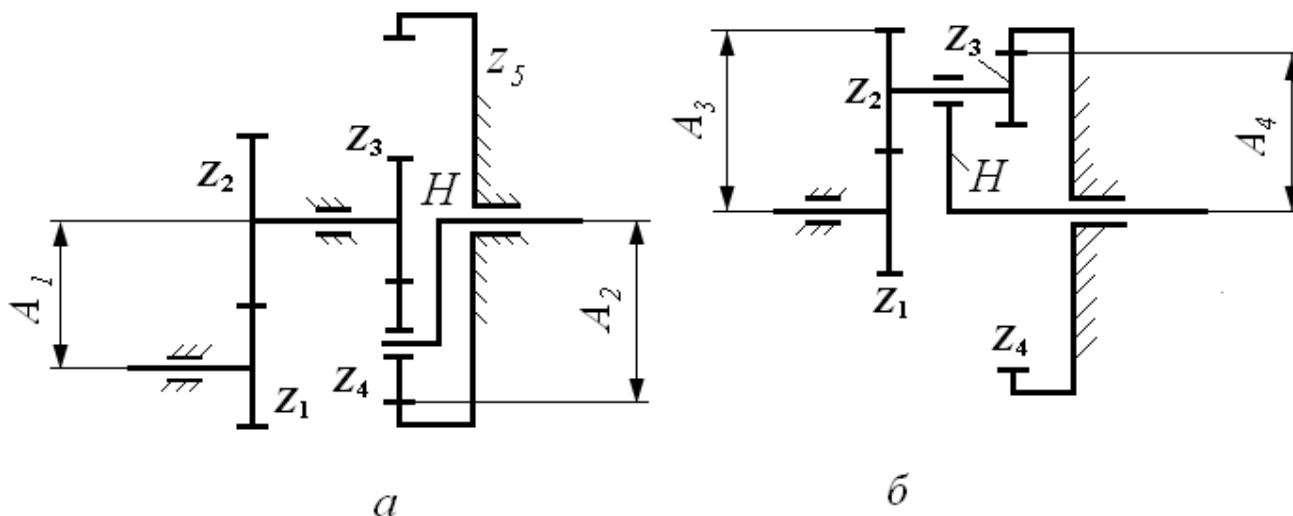 z₅
z₃
z₂
H
A₁
A₂
z₄
z₁
а
z₃
z₂
A₃
A₄
H
z₁
z₄
б